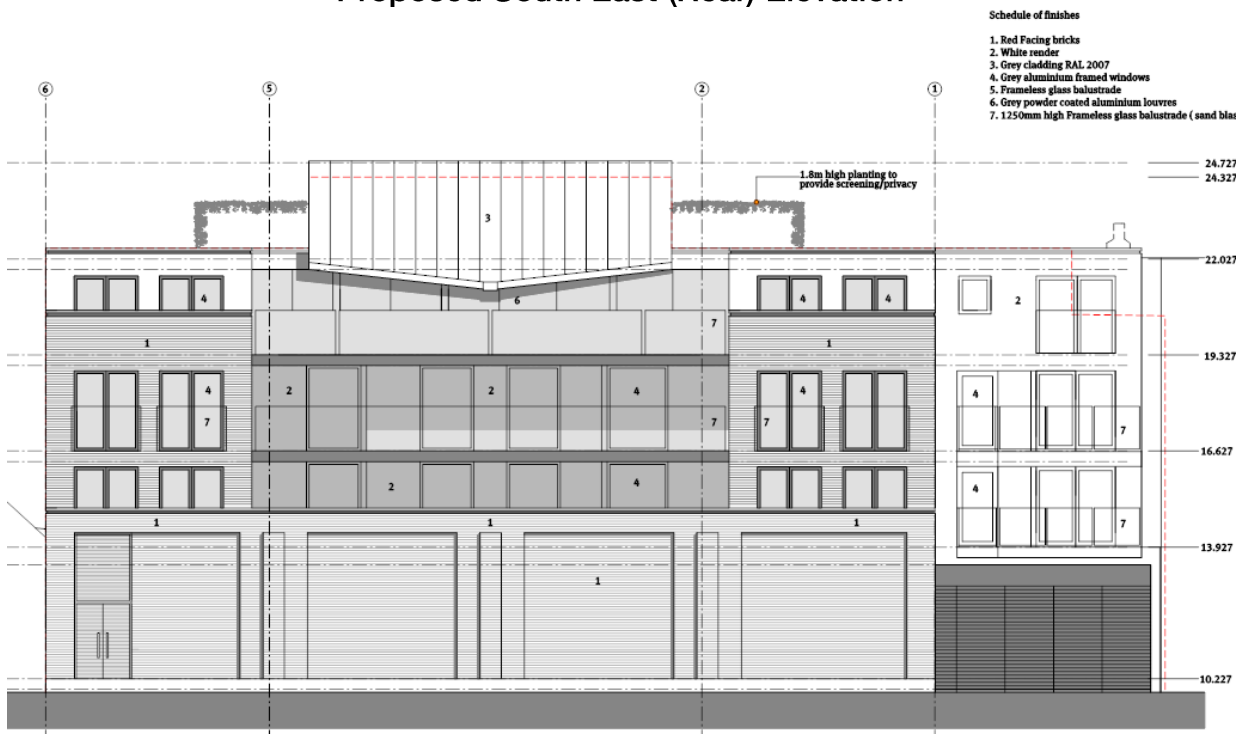 Proposed South East (Rear) Elevation
Schedule of finishes
1. Red Facing bricks
2. White render
3. Grey cladding RAL 2007
4. Grey aluminium framed windows
5. Frameless glass balustrade
6. Grey powder coated aluminium louvres
7. 1250mm high Frameless glass balustrade ( sand blas
6 5 2 1
24.727
24.327
1.8m high planting to
provide screening/privacy
3
22.027
4 6 4 4 2
7
1 1
19.327
4 2 2 4 4 4
7 7 7 7
16.627
2 4 4
7
1 1 1
13.927
1
10.227